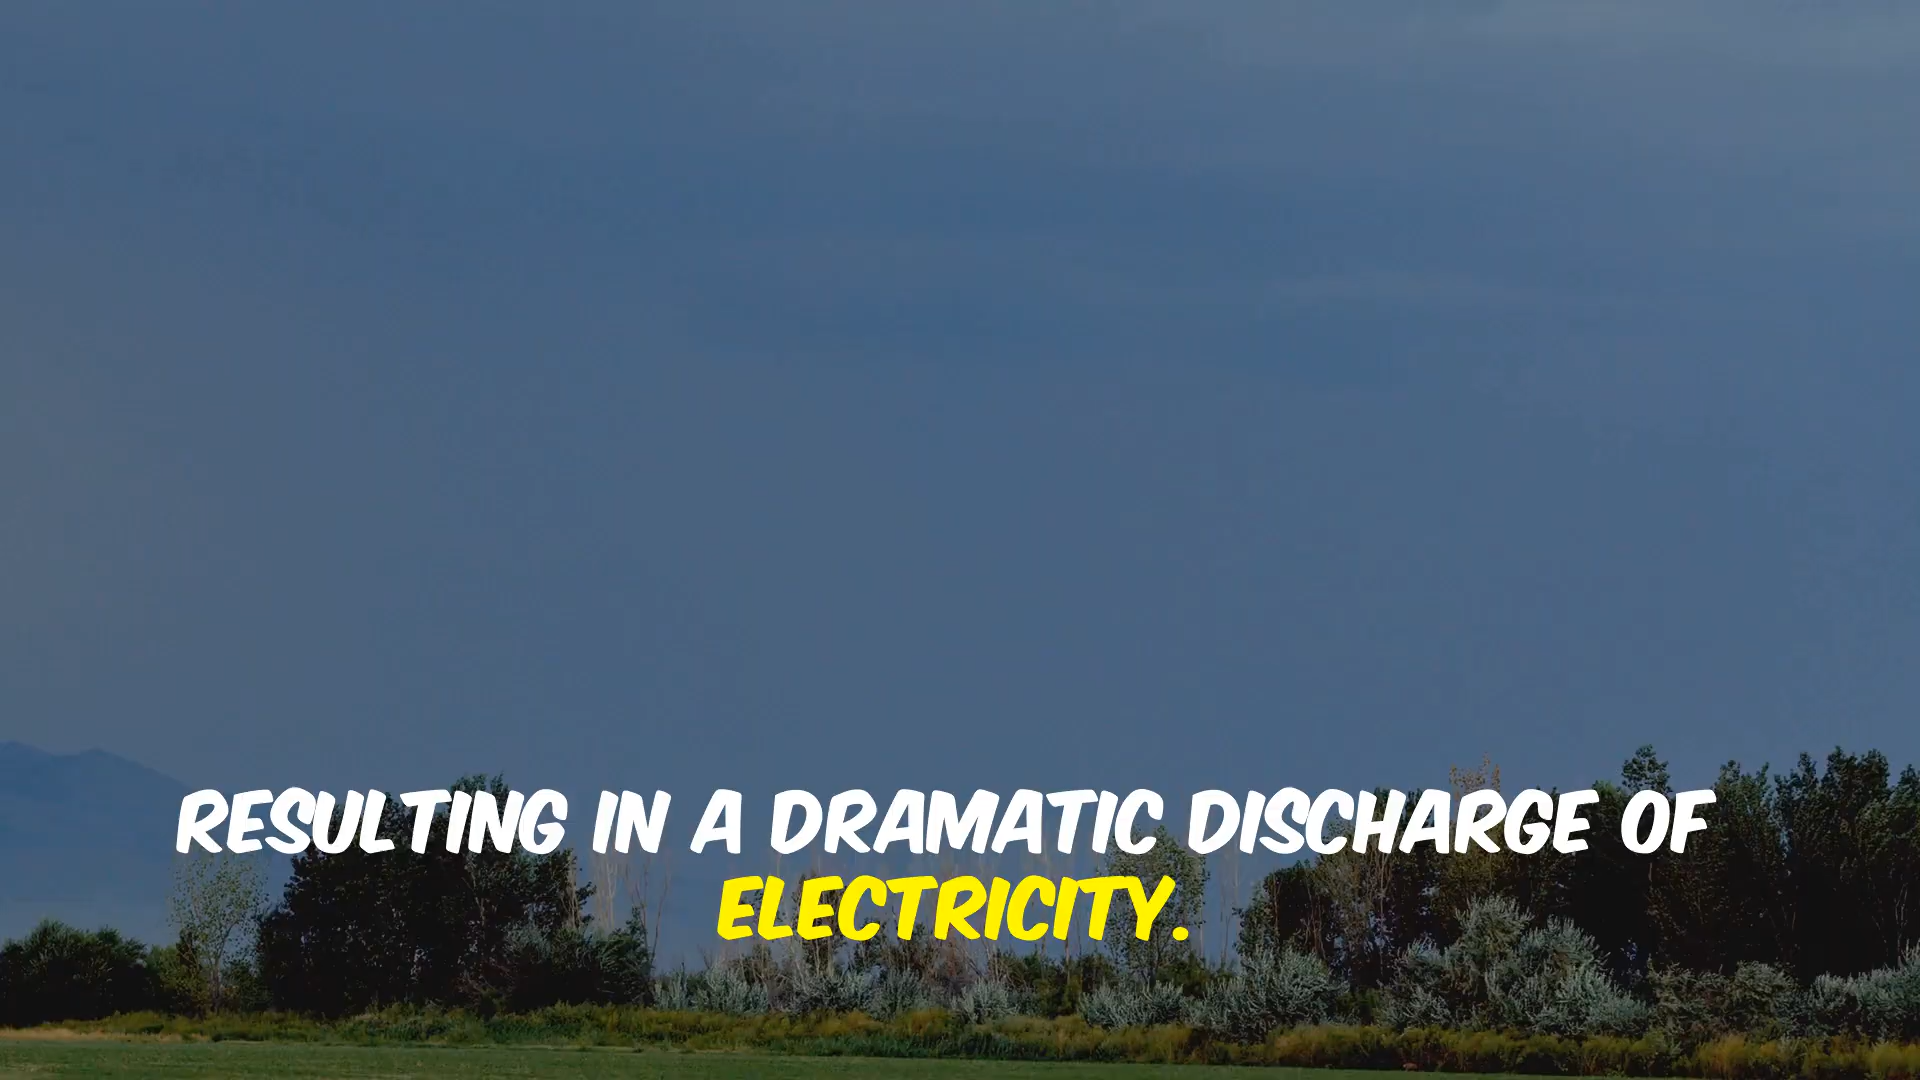 RESULTING IN A DRAMATIC DISCHARGE OF
ELECTRICITY.